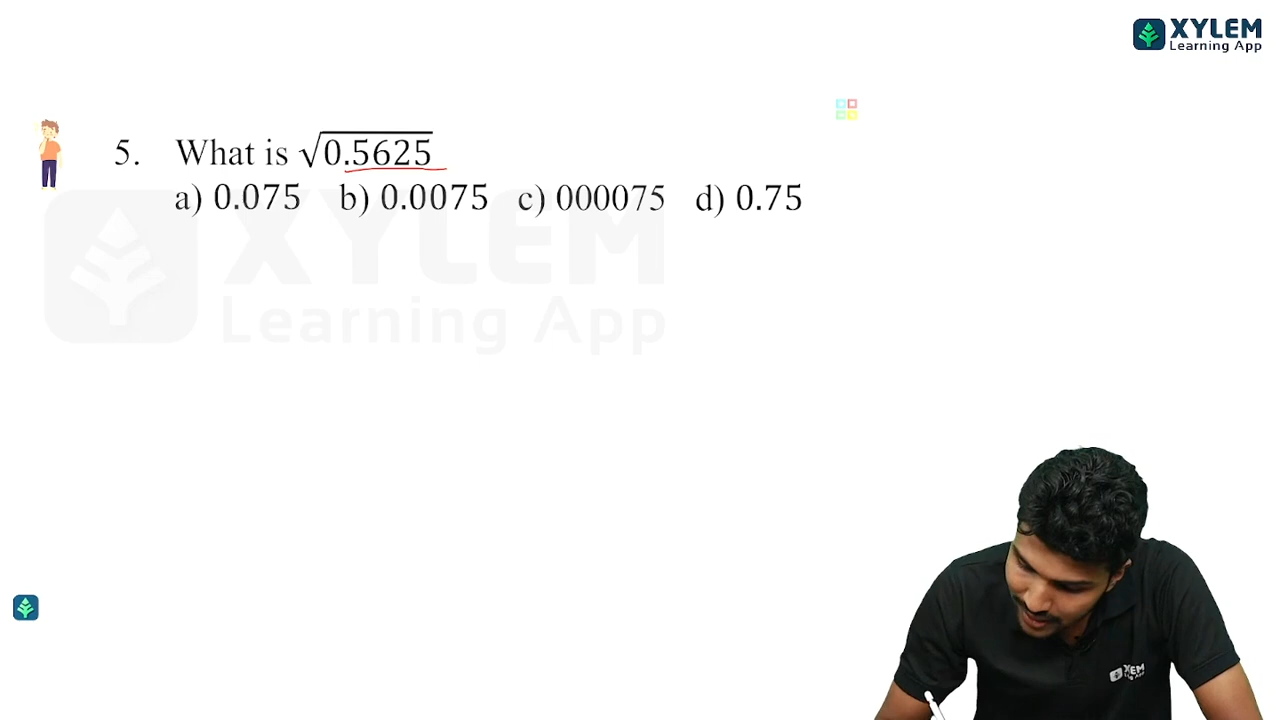 XYLEM
Learning App
5. What is √0.5625
a) 0.075 b) 0.0075 c) 000075 d) 0.75
XYLEM
Learning App